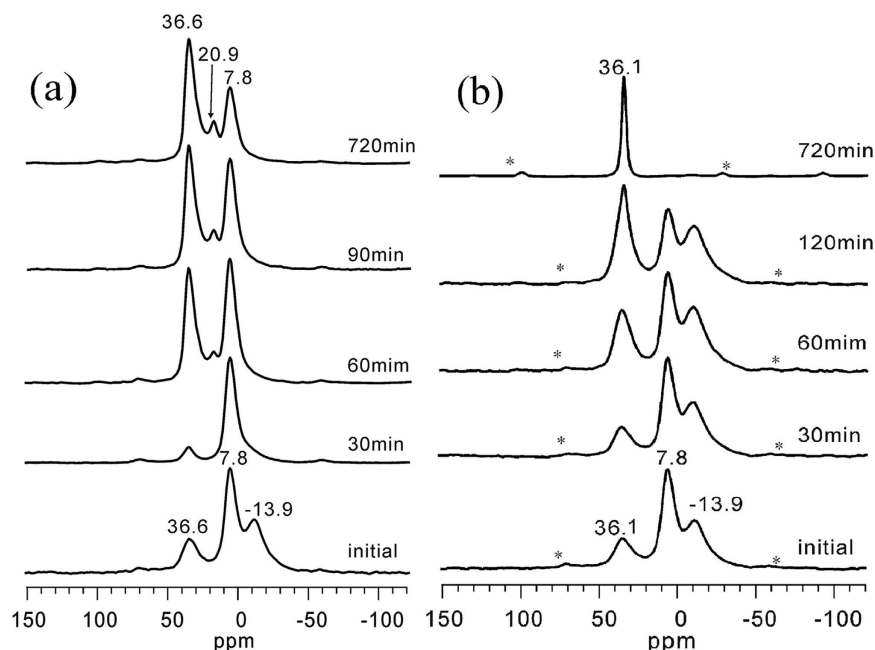 (a)
36.6
20.9
7.8
720min
90min
60mim
30min
7.8
36.6
-13.9
initial
150 100 50 0 -50 -100
ppm
(b)
36.1
* *
720min
120min
* *
60mim
* *
30min
* *
7.8
36.1
-13.9
initial
* *
150 100 50 0 -50 -100
ppm